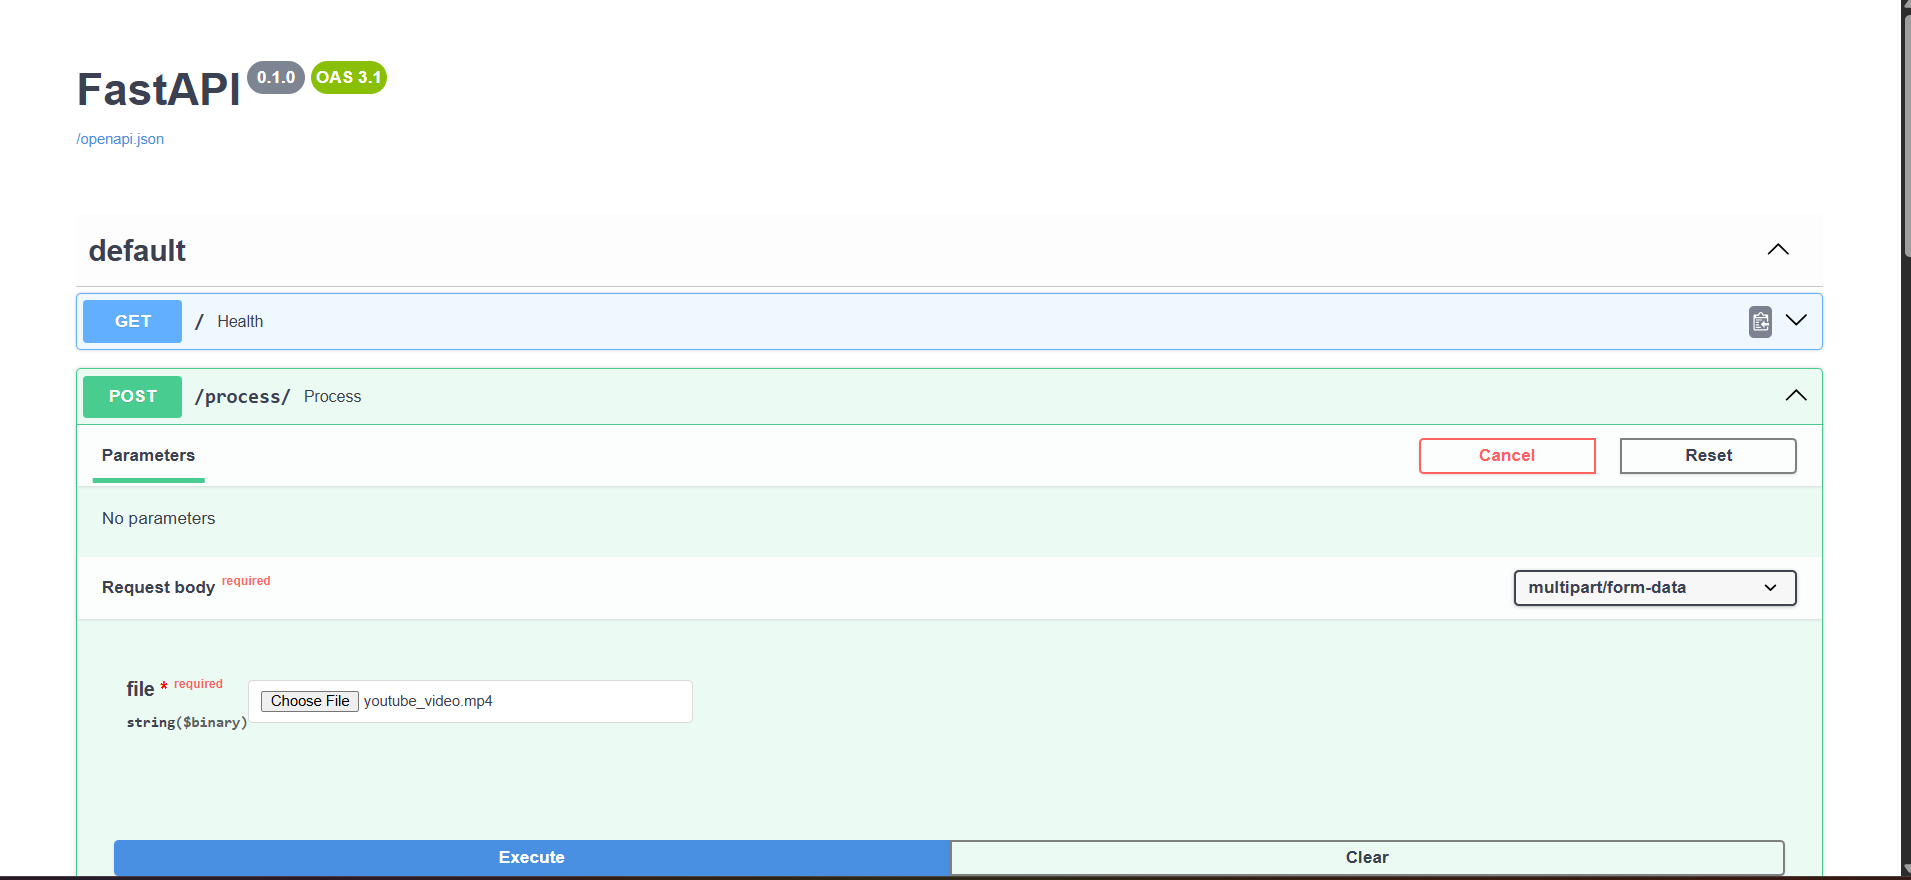 FastAPI 0.1.0 OAS 3.1
/openapi.json
default
GET / Health
POST /process/ Process
Parameters Cancel Reset
No parameters
Request body required multipart/form-data
file * required
Choose File youtube_video.mp4
string($binary)
Execute Clear